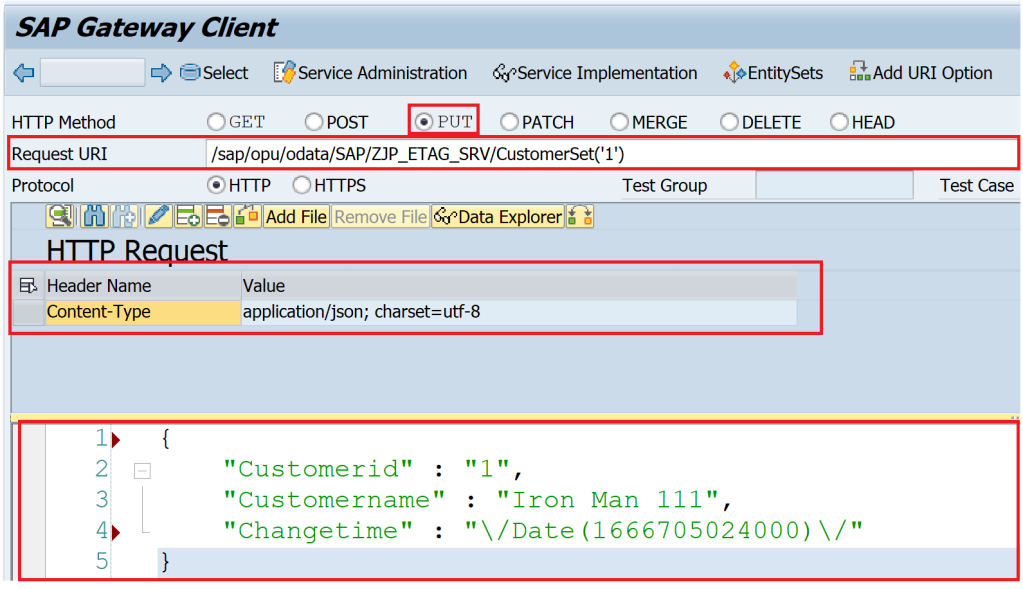 SAP Gateway Client
Select Service Administration Service Implementation EntitySets Add URI Option
HTTP Method GET POST PUT PATCH MERGE DELETE HEAD
Request URI /sap/opu/odata/SAP/ZJP_ETAG_SRV/CustomerSet('1')
Protocol HTTP HTTPS Test Group Test Case
Add File Remove File Data Explorer
HTTP Request
Header Name Value
Content-Type application/json; charset=utf-8
1 {
2 "Customerid" : "1",
3 "Customername" : "Iron Man 111",
4 "Changetime" : "\/Date(1666705024000)\/"
5 }